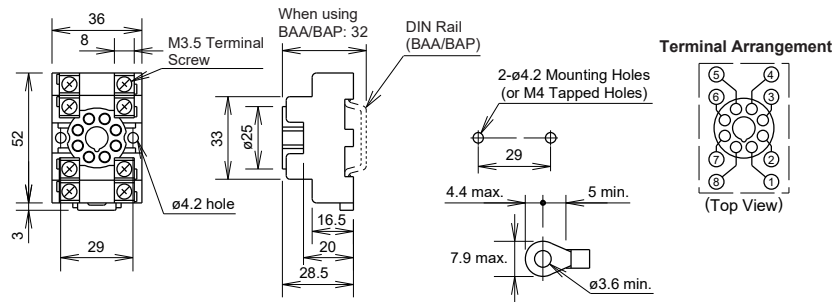 36
8
M3.5 Terminal
Screw
52
3
29
ø4.2 hole
When using
BAA/BAP: 32
DIN Rail
(BAA/BAP)
33
ø25
16.5
20
28.5
2-ø4.2 Mounting Holes
(or M4 Tapped Holes)
29
4.4 max.
5 min.
7.9 max.
ø3.6 min.
Terminal Arrangement
5
4
6
3
7
2
8
1
(Top View)